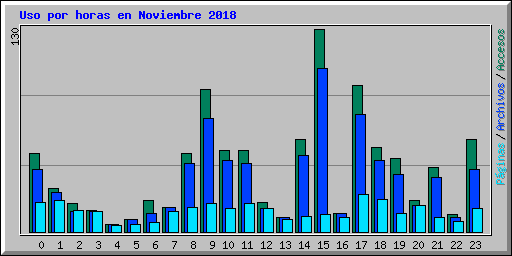 Uso por horas en Noviembre 2018
130
Páginas / Archivos / Accesos
0 1 2 3 4 5 6 7 8 9 10 11 12 13 14 15 16 17 18 19 20 21 22 23